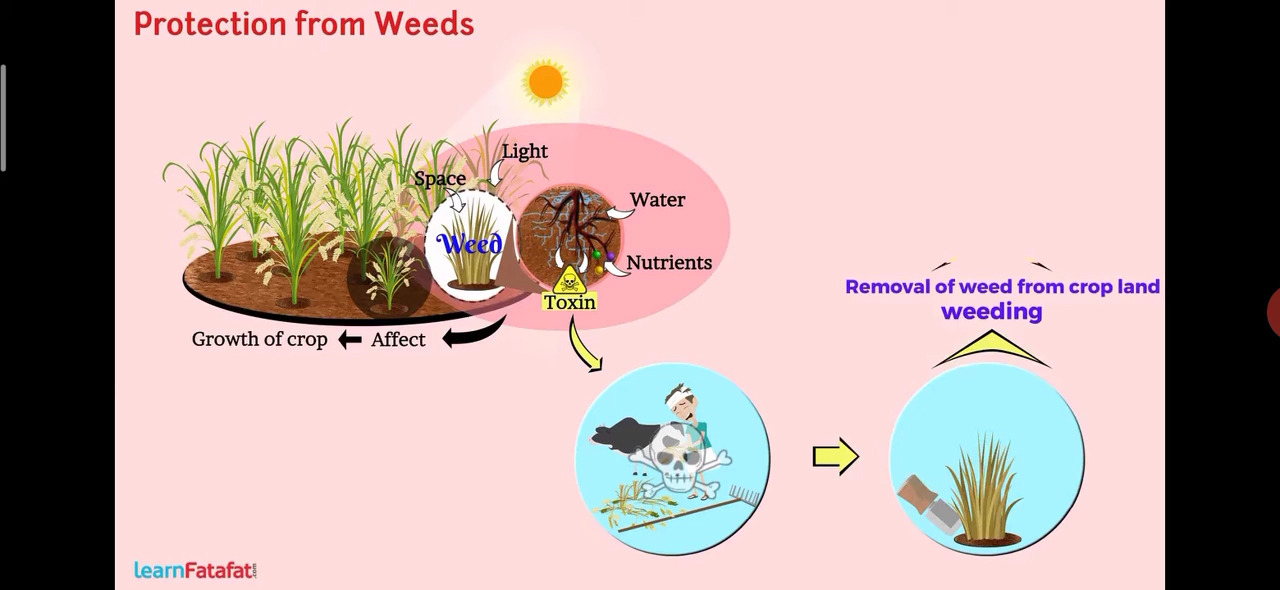 Protection from Weeds
Light
Space
Water
Weed
Nutrients
Toxin
Growth of crop
Affect
Removal of weed from crop land
weeding
learnFatafat.com